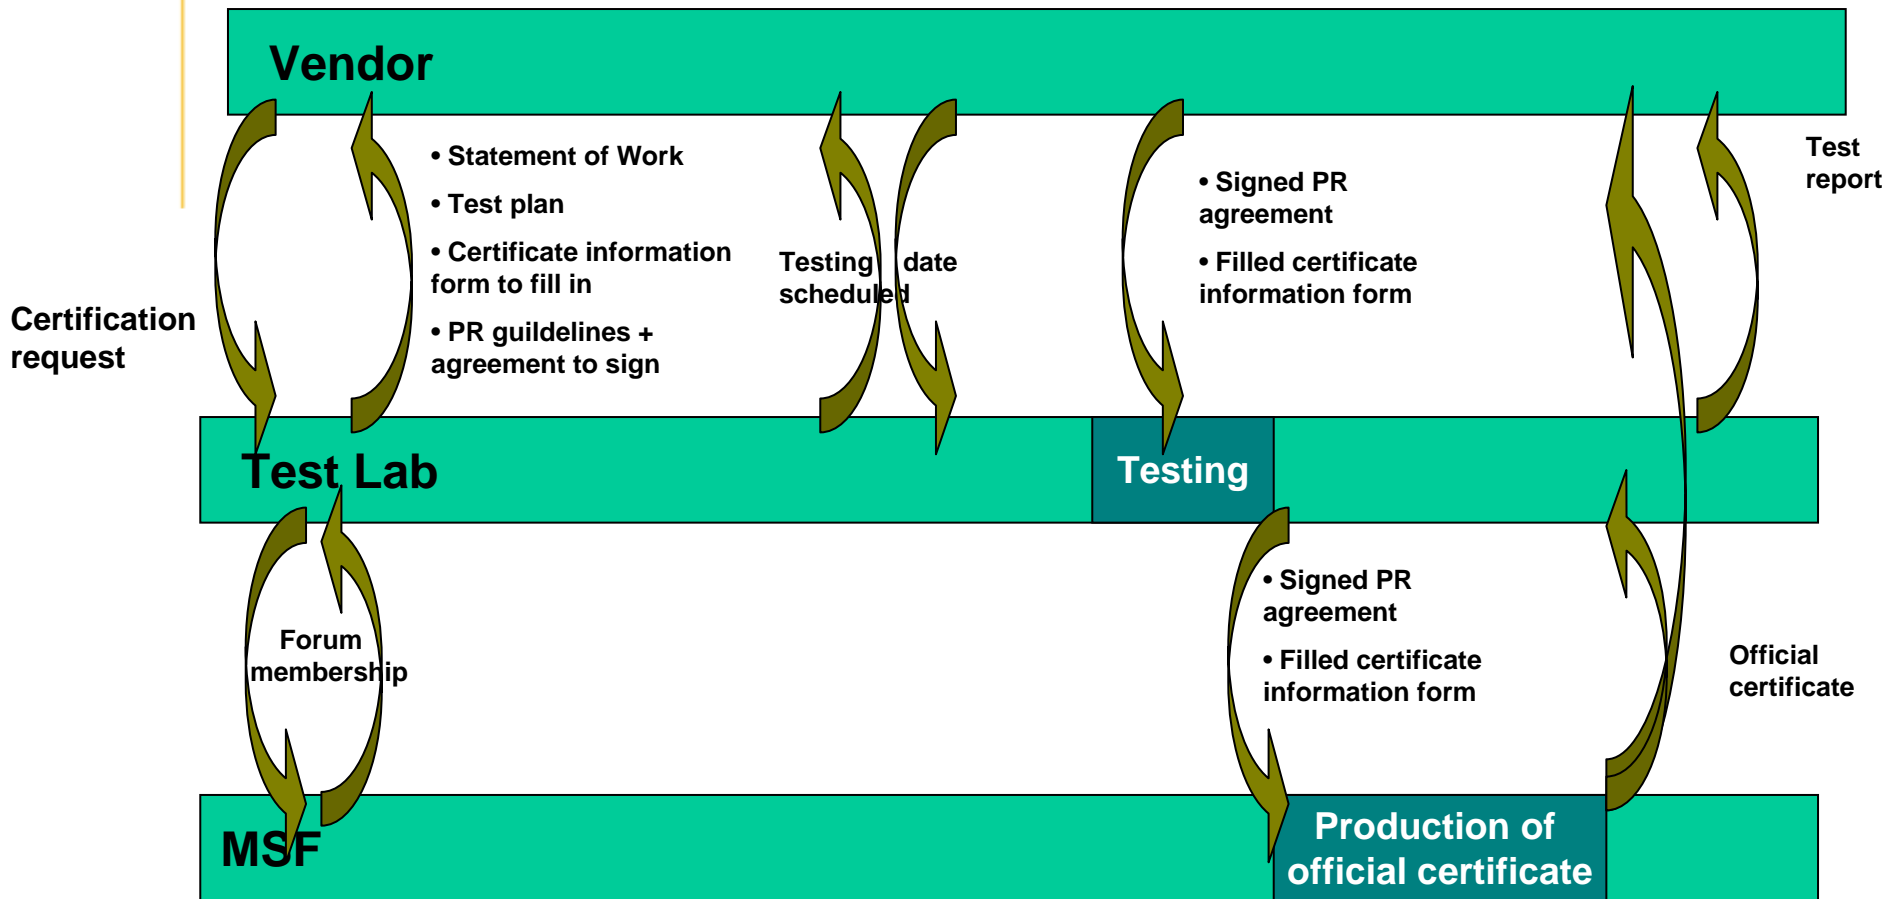 Vendor
• Statement of Work
• Test plan
• Certificate information
form to fill in
• PR guildelines +
agreement to sign
Certification
request
Testing date
scheduled
• Signed PR
agreement
• Filled certificate
information form
Test
report
Test Lab
Testing
Forum
membership
• Signed PR
agreement
• Filled certificate
information form
Official
certificate
MSF
Production of
official certificate